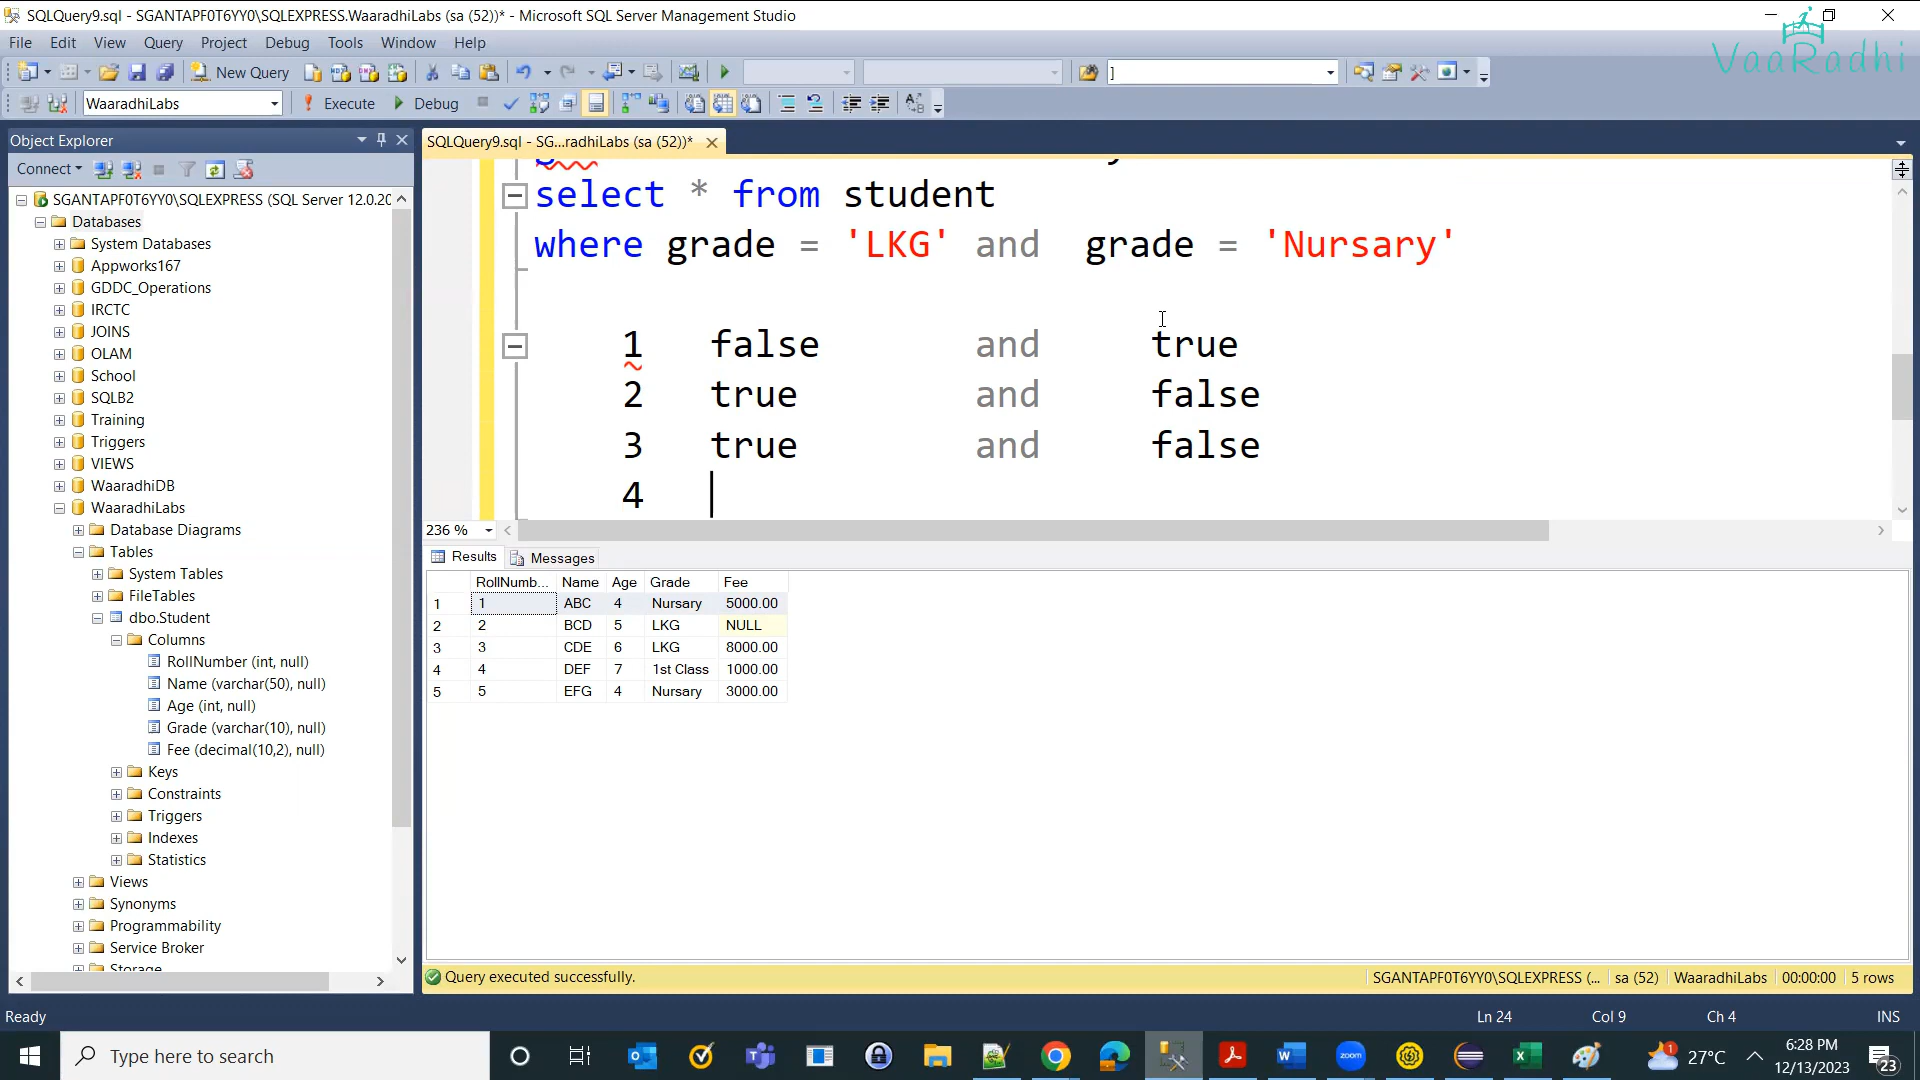 SQLQuery9.sql - SGANTAPF0T6YY0\SQLEXPRESS.WaaradhiLabs (sa (52))* - Microsoft SQL Server Management Studio
VaaRadhi
File Edit View Query Project Debug Tools Window Help
New Query ]
WaaradhiLabs Execute Debug
Object Explorer
SQLQuery9.sql - SG...radhiLabs (sa (52))*
Connect
SGANTAPF0T6YY0\SQLEXPRESS (SQL Server 12.0.20
Databases
System Databases
Appworks167
GDDC_Operations
IRCTC
JOINS
OLAM
School
SQLB2
Training
Triggers
VIEWS
WaaradhiDB
WaaradhiLabs
Database Diagrams
Tables
System Tables
FileTables
dbo.Student
Columns
RollNumber (int, null)
Name (varchar(50), null)
Age (int, null)
Grade (varchar(10), null)
Fee (decimal(10,2), null)
Keys
Constraints
Triggers
Indexes
Statistics
Views
Synonyms
Programmability
Service Broker
Storage
select * from student
where grade = 'LKG' and grade = 'Nursary'
1 false and true
2 true and false
3 true and false
4
236 %
Results Messages
RollNumb... Name Age Grade Fee
1 1 ABC 4 Nursary 5000.00
2 2 BCD 5 LKG NULL
3 3 CDE 6 LKG 8000.00
4 4 DEF 7 1st Class 1000.00
5 5 EFG 4 Nursary 3000.00
Query executed successfully. SGANTAPF0T6YY0\SQLEXPRESS (... sa (52) WaaradhiLabs 00:00:00 5 rows
Ready Ln 24 Col 9 Ch 4 INS
Type here to search zoom 1 27°C 6:28 PM
12/13/2023 23